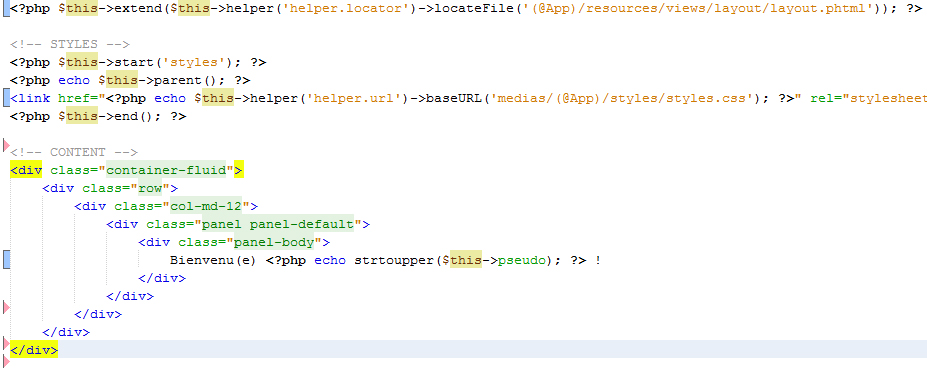 <?php $this->extend($this->helper('helper.locator')->locateFile('(@App)/resources/views/layout/layout.phtml')); ?>
<!-- STYLES -->
<?php $this->start('styles'); ?>
<?php echo $this->parent(); ?>
<link href="<?php echo $this->helper('helper.url')->baseURL('medias/(@App)/styles/styles.css'); ?>" rel="stylesheet
<?php $this->end(); ?>
<!-- CONTENT -->
<div class="container-fluid">
<div class="row">
<div class="col-md-12">
<div class="panel panel-default">
<div class="panel-body">
Bienvenu(e) <?php echo strtoupper($this->pseudo); ?> !
</div>
</div>
</div>
</div>
</div>